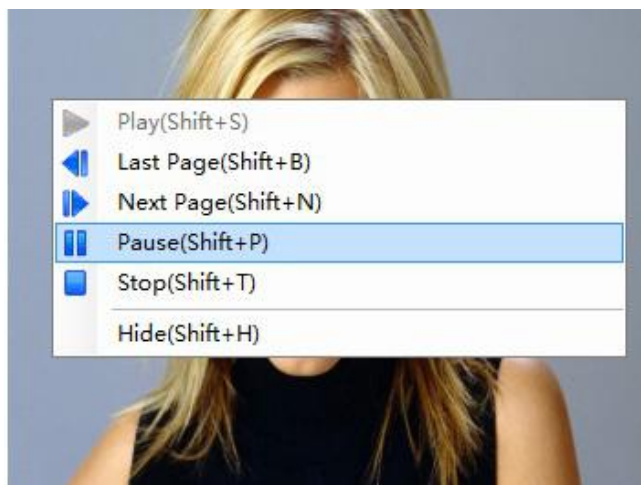 Play(Shift+S)
Last Page(Shift+B)
Next Page(Shift+N)
Pause(Shift+P)
Stop(Shift+T)
Hide(Shift+H)